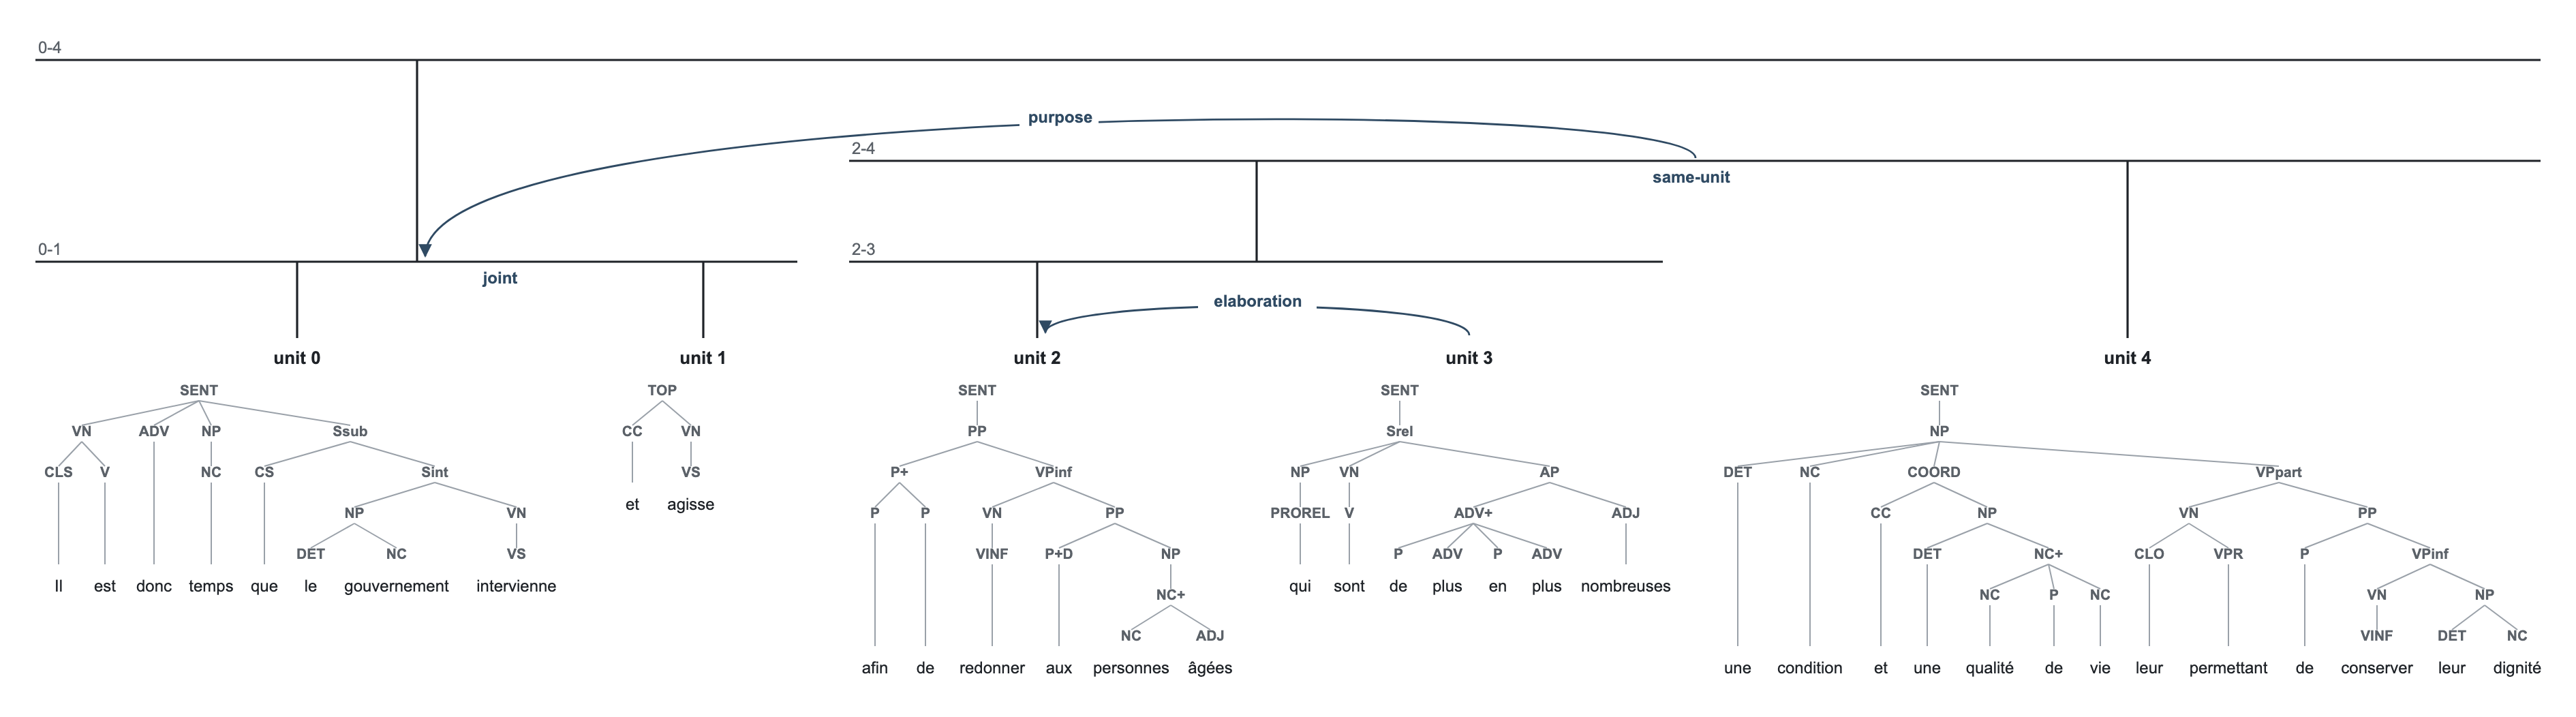 0-4
purpose
2-4
same-unit
0-1
2-3
joint
elaboration
unit 0 unit 1 unit 2 unit 3 unit 4
SENT TOP SENT SENT SENT
VN ADV NP Ssub CC VN PP Srel NP
CLS V NC CS Sint VS P+ VPinf NP VN AP DET NC COORD VPpart
et agisse
NP VN P P VN PP PROREL V ADV+ ADJ CC NP VN PP
DET NC VS VINF P+D NP P ADV P ADV DET NC+ CLO VPR P VPinf
Il est donc temps que le gouvernement intervienne qui sont de plus en plus nombreuses
NC+ NC P NC VN NP
NC ADJ VINF DET NC
afin de redonner aux personnes âgées une condition et une qualité de vie leur permettant de conserver leur dignité